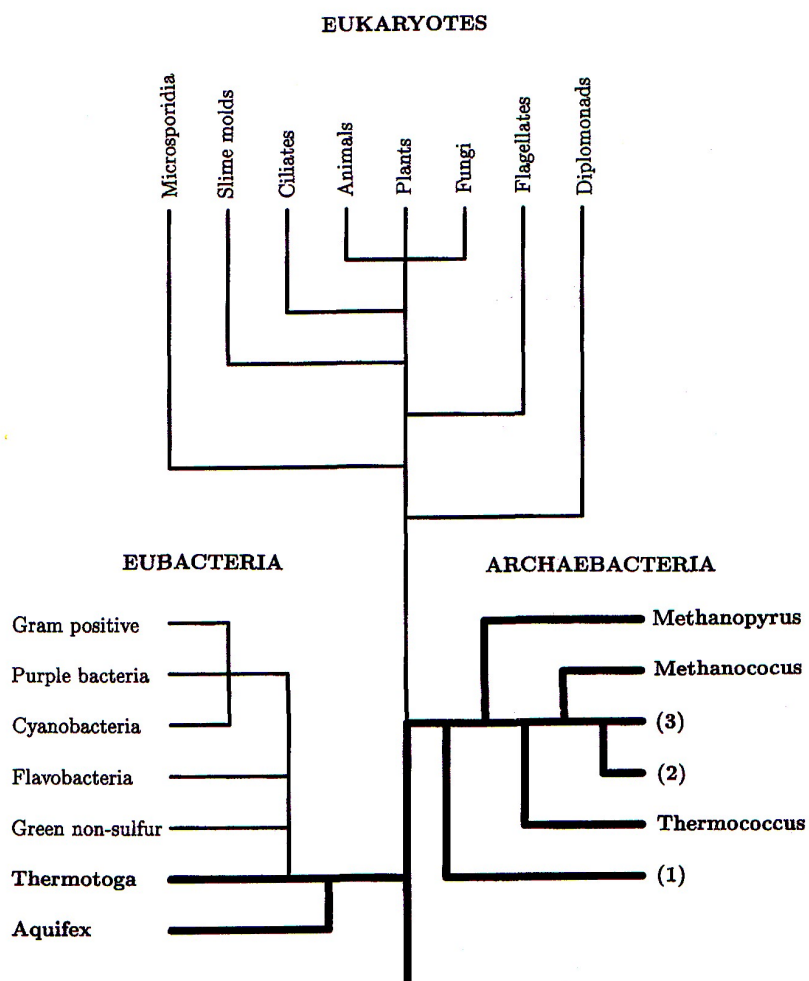 EUKARYOTES
Microsporidia
Slime molds
Ciliates
Animals
Plants
Fungi
Flagellates
Diplomonads
EUBACTERIA
Gram positive
Purple bacteria
Cyanobacteria
Flavobacteria
Green non-sulfur
Thermotoga
Aquifex
ARCHAEBACTERIA
Methanopyrus
Methanococus
(3)
(2)
Thermococcus
(1)